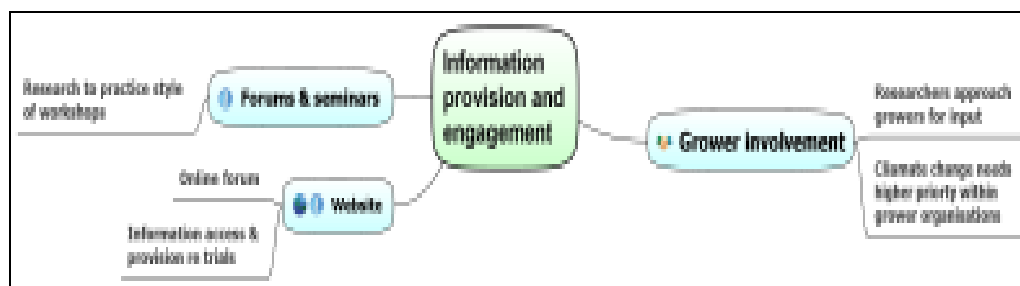 Information
provision and
engagement
Forums & seminars
Research to practice style
of workshops
Website
Online forum
Information access &
provision re trials
Grower involvement
Researchers approach
growers for input
Climate change needs
higher priorty within
grower organisations